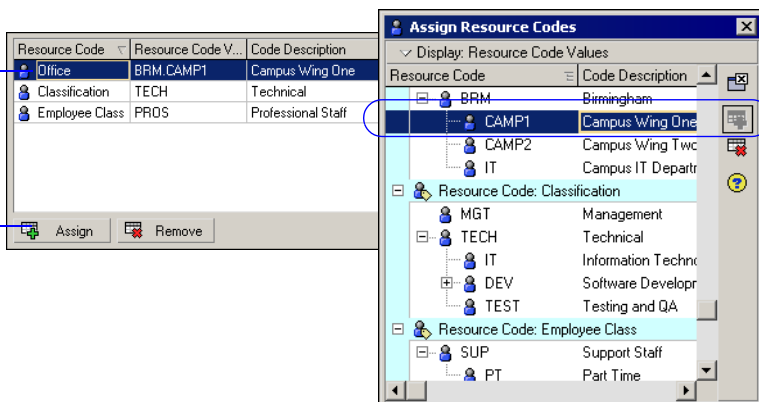 Resource Code Resource Code V... Code Description
Office BRM.CAMP1 Campus Wing One
Classification TECH Technical
Employee Class PROS Professional Staff
Assign Remove
Assign Resource Codes
Display: Resource Code Values
Resource Code Code Description
BRM Birmingham
CAMP1 Campus Wing One
CAMP2 Campus Wing Two
IT Campus IT Departr
Resource Code: Classification
MGT Management
TECH Technical
IT Information Techno
DEV Software Developr
TEST Testing and QA
Resource Code: Employee Class
SUP Support Staff
PT Part Time